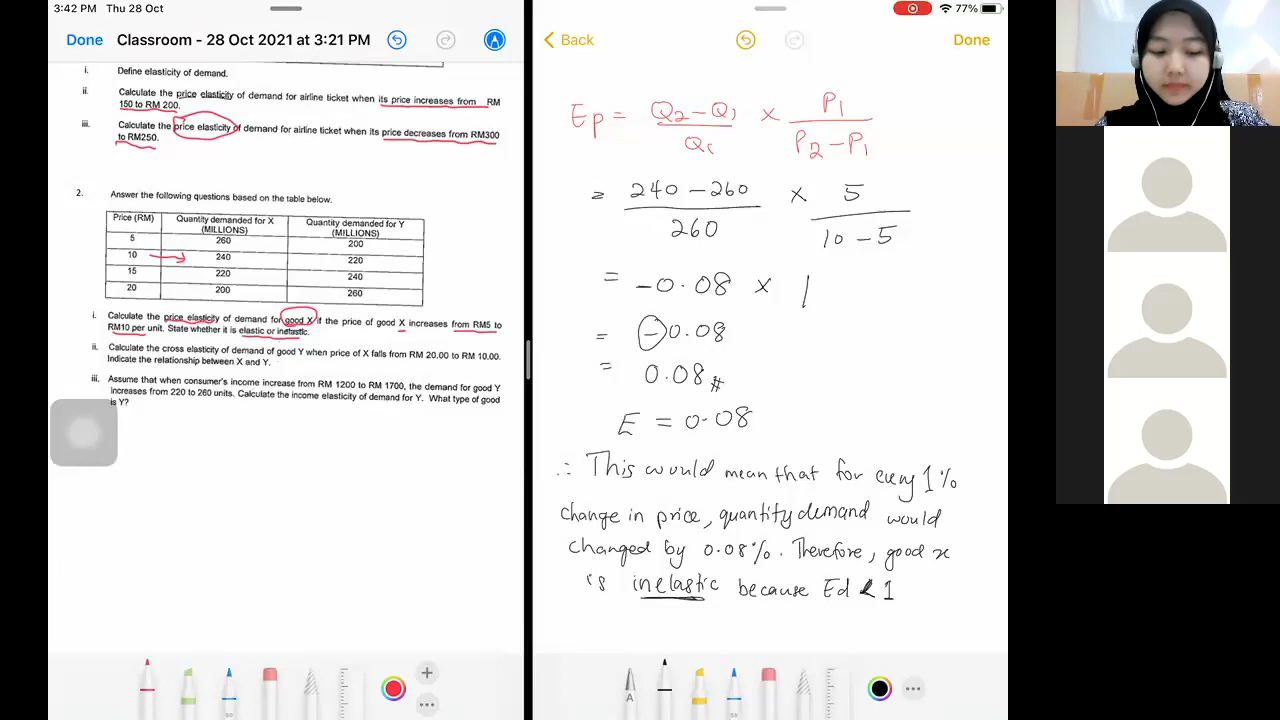 3:42 PM Thu 28 Oct
77%
Done Classroom - 28 Oct 2021 at 3:21 PM
i. Define elasticity of demand.
ii. Calculate the price elasticity of demand for airline ticket when its price increases from RM
150 to RM 200.
iii. Calculate the price elasticity of demand for airline ticket when its price decreases from RM300
to RM250.
2. Answer the following questions based on the table below.
Price (RM) Quantity demanded for X (MILLIONS) Quantity demanded for Y (MILLIONS)
5 260 200
10 240 220
15 220 240
20 200 260
i. Calculate the price elasticity of demand for good X if the price of good X increases from RM5 to
RM10 per unit. State whether it is elastic or inelastic.
ii. Calculate the cross elasticity of demand of good Y when price of X falls from RM 20.00 to RM 10.00.
Indicate the relationship between X and Y.
iii. Assume that when consumer's income increase from RM 1200 to RM 1700, the demand for good Y
increases from 220 to 260 units. Calculate the income elasticity of demand for Y. What type of good
is Y?
50
Back Done
Ep = Q2 - Q1 × P1
Q1 P2 - P1
= 240 - 260 × 5
260 10 - 5
= -0.08 × 1
= -0.08
= 0.08 #
E = 0.08
∴ This would mean that for every 1%
change in price, quantity demand would
changed by 0.08%. Therefore, good x
is inelastic because Ed < 1
A
50